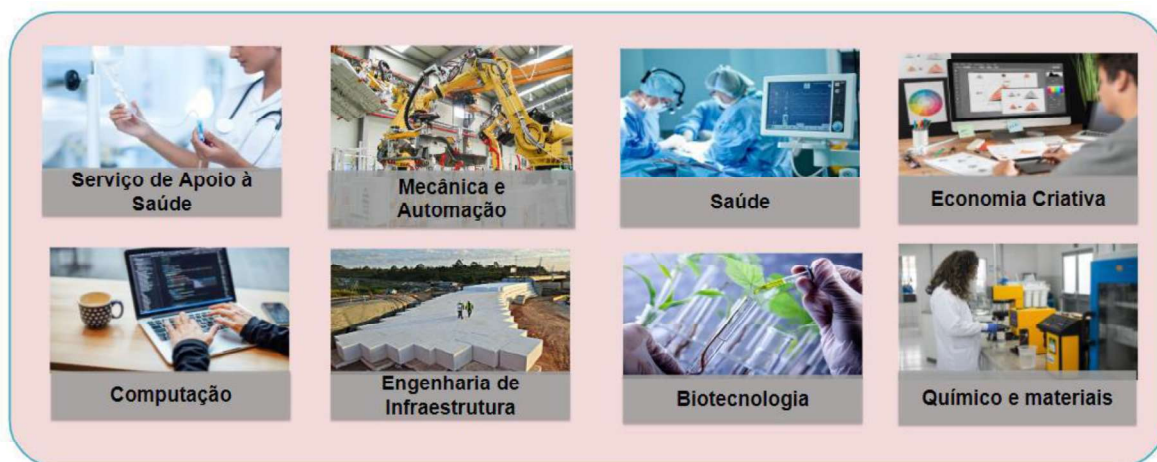 Serviço de Apoio à
Saúde
Mecânica e
Automação
Saúde
Economia Criativa
Computação
Engenharia de
Infraestrutura
Biotecnologia
Químico e materiais